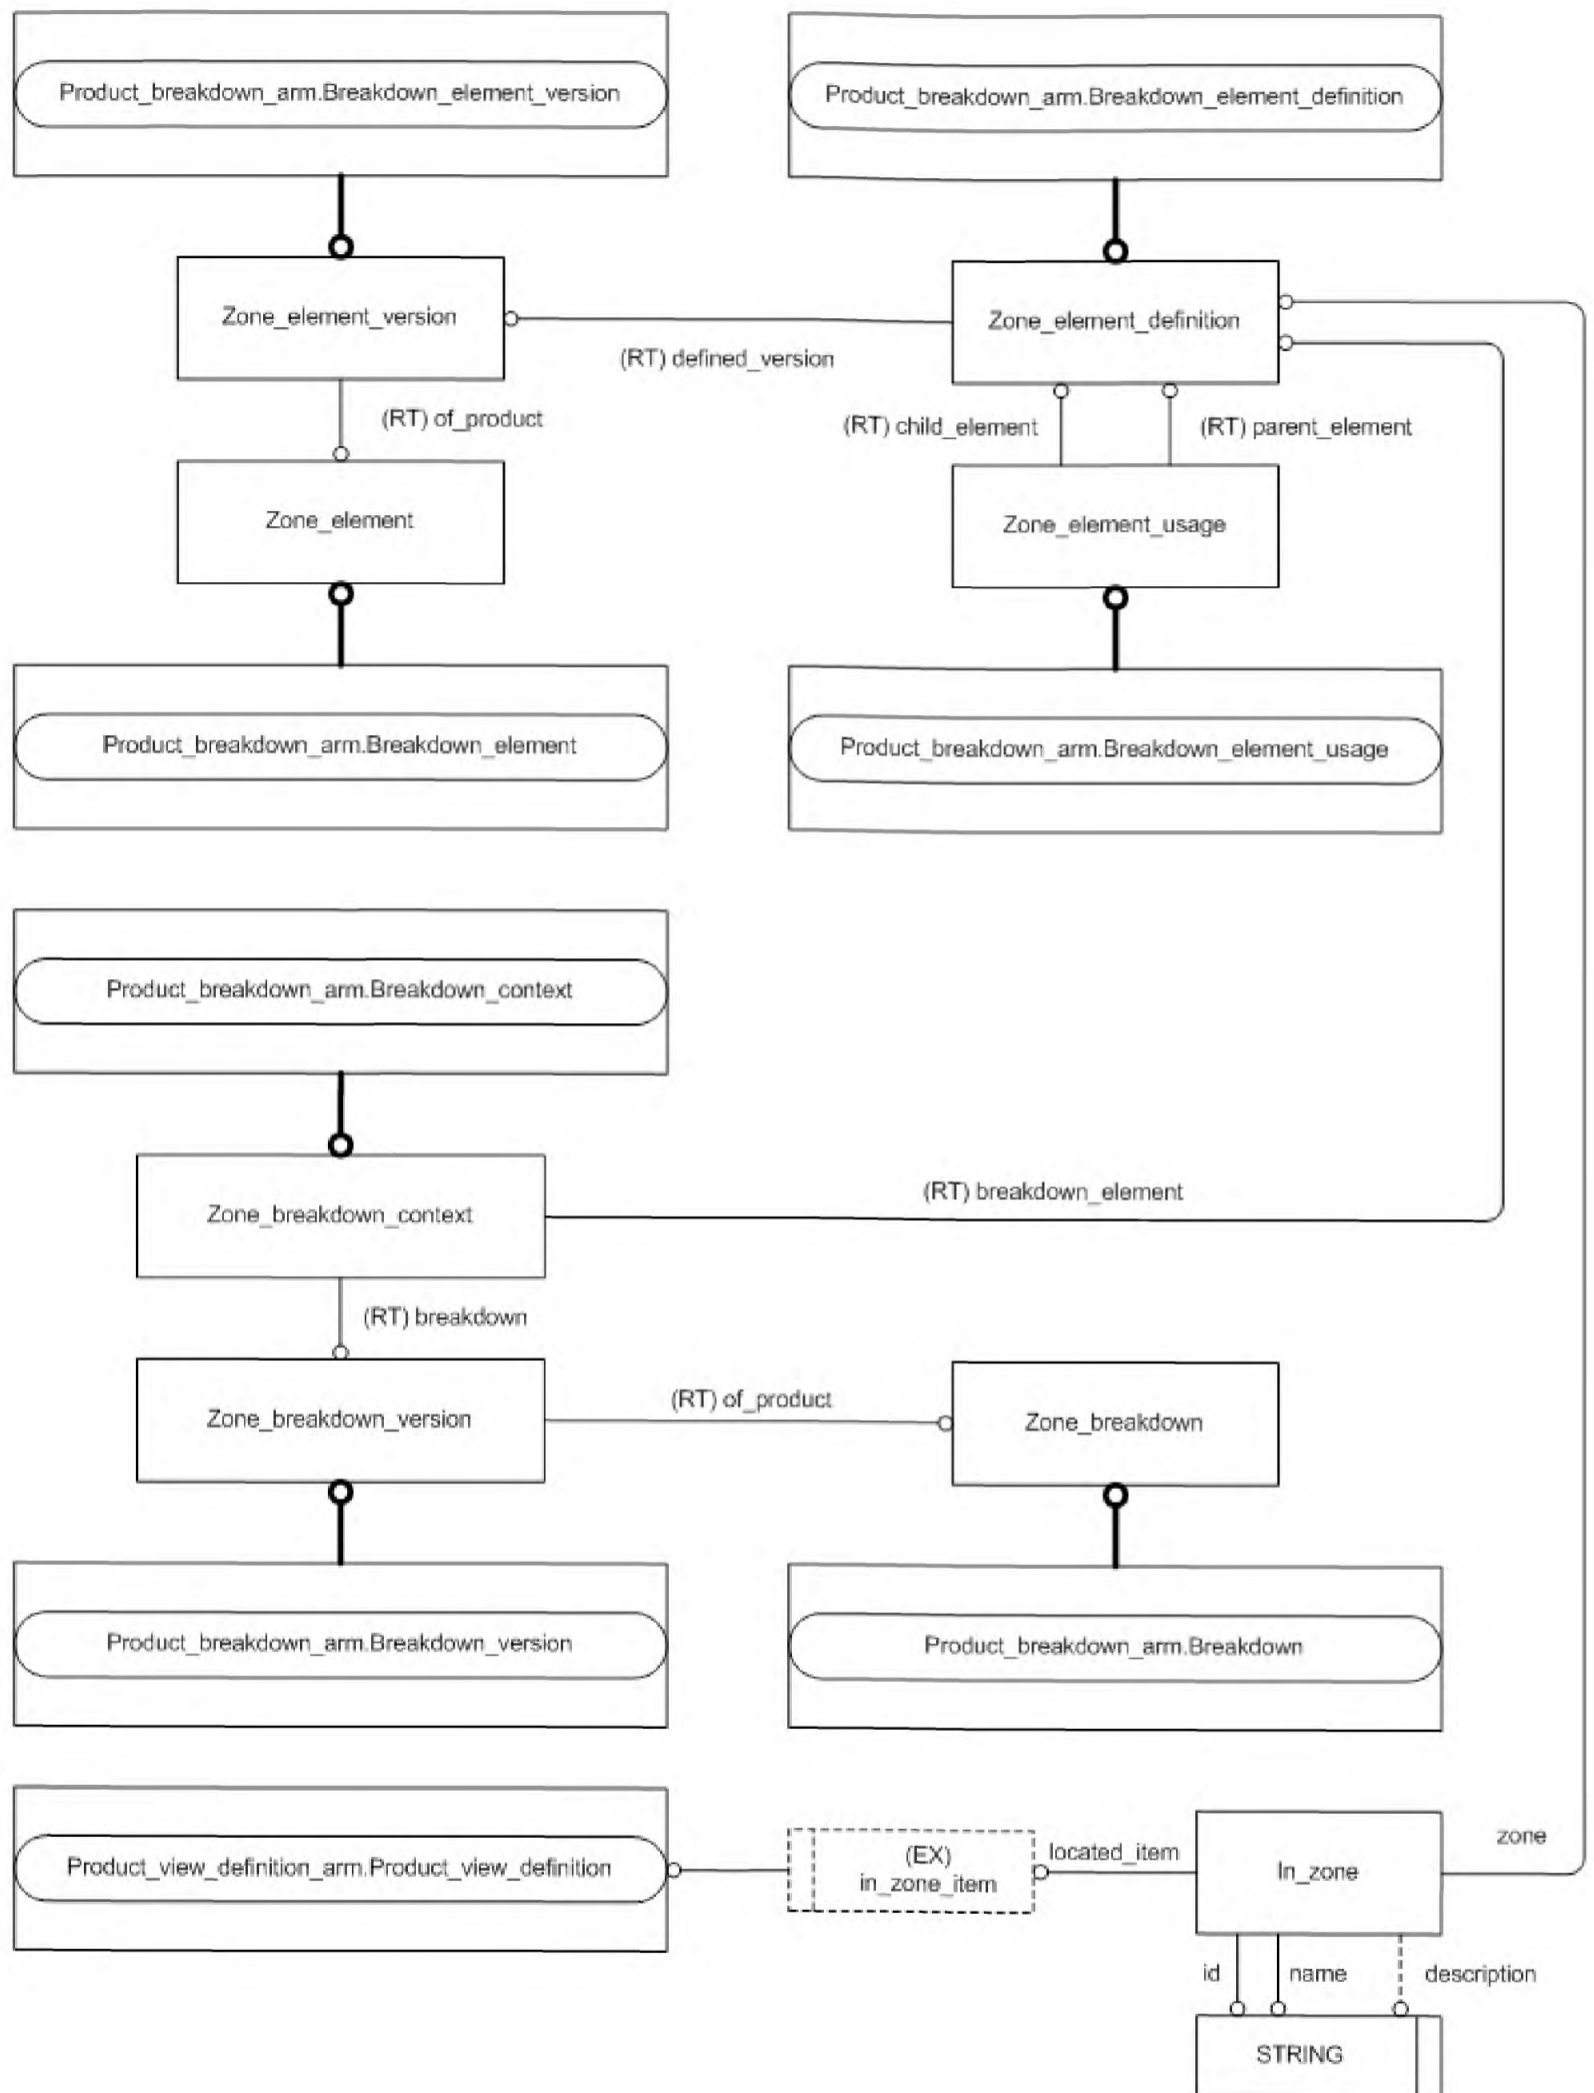 Product_breakdown_arm.Breakdown_element_version
Product_breakdown_arm.Breakdown_element_definition
Zone_element_version
Zone_element_definition
(RT) defined_version
(RT) of_product
(RT) child_element
(RT) parent_element
Zone_element
Zone_element_usage
Product_breakdown_arm.Breakdown_element
Product_breakdown_arm.Breakdown_element_usage
Product_breakdown_arm.Breakdown_context
(RT) breakdown_element
Zone_breakdown_context
(RT) breakdown
(RT) of_product
Zone_breakdown_version
Zone_breakdown
Product_breakdown_arm.Breakdown_version
Product_breakdown_arm.Breakdown
zone
Product_view_definition_arm.Product_view_definition
(EX)
in_zone_item
located_item
In_zone
id
name
description
STRING